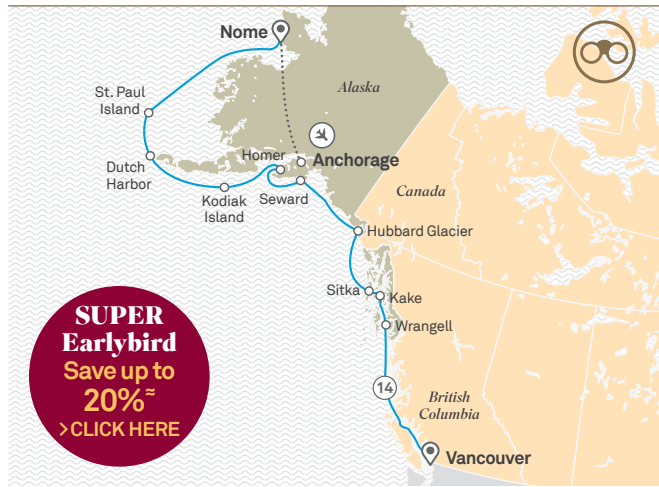 Nome
Alaska
St. Paul
Island
Homer
Anchorage
Dutch
Harbor
Kodiak
Island
Seward
Canada
Hubbard Glacier
Sitka
Kake
Wrangell
SUPER
Earlybird
Save up to
20%≈
>CLICK HERE
14
British
Columbia
Vancouver